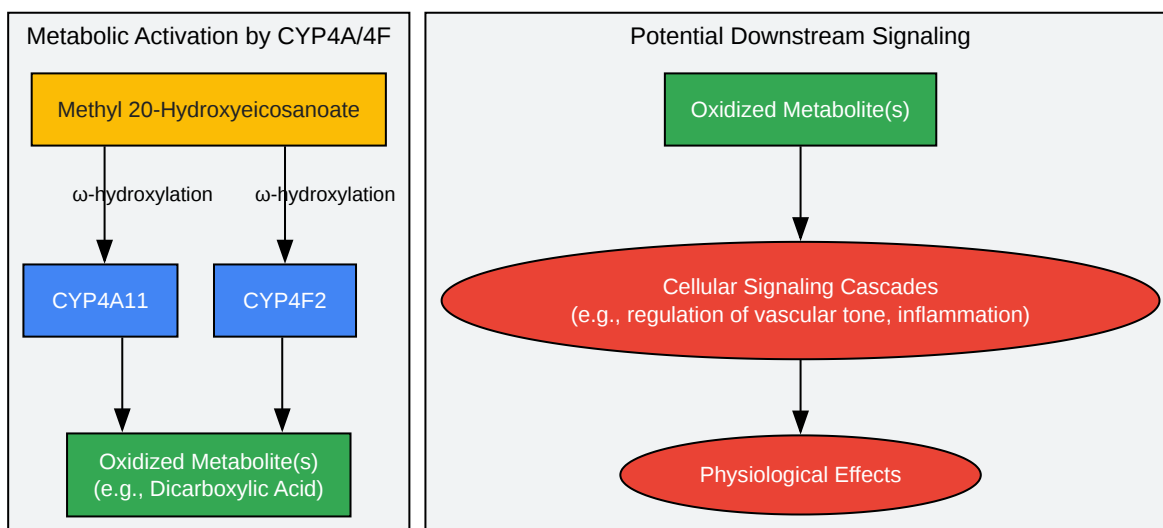 Metabolic Activation by CYP4A/4F
Methyl 20-Hydroxyeicosanoate
ω-hydroxylation
ω-hydroxylation
CYP4A11
CYP4F2
Oxidized Metabolite(s)
(e.g., Dicarboxylic Acid)
Potential Downstream Signaling
Oxidized Metabolite(s)
Cellular Signaling Cascades
(e.g., regulation of vascular tone, inflammation)
Physiological Effects